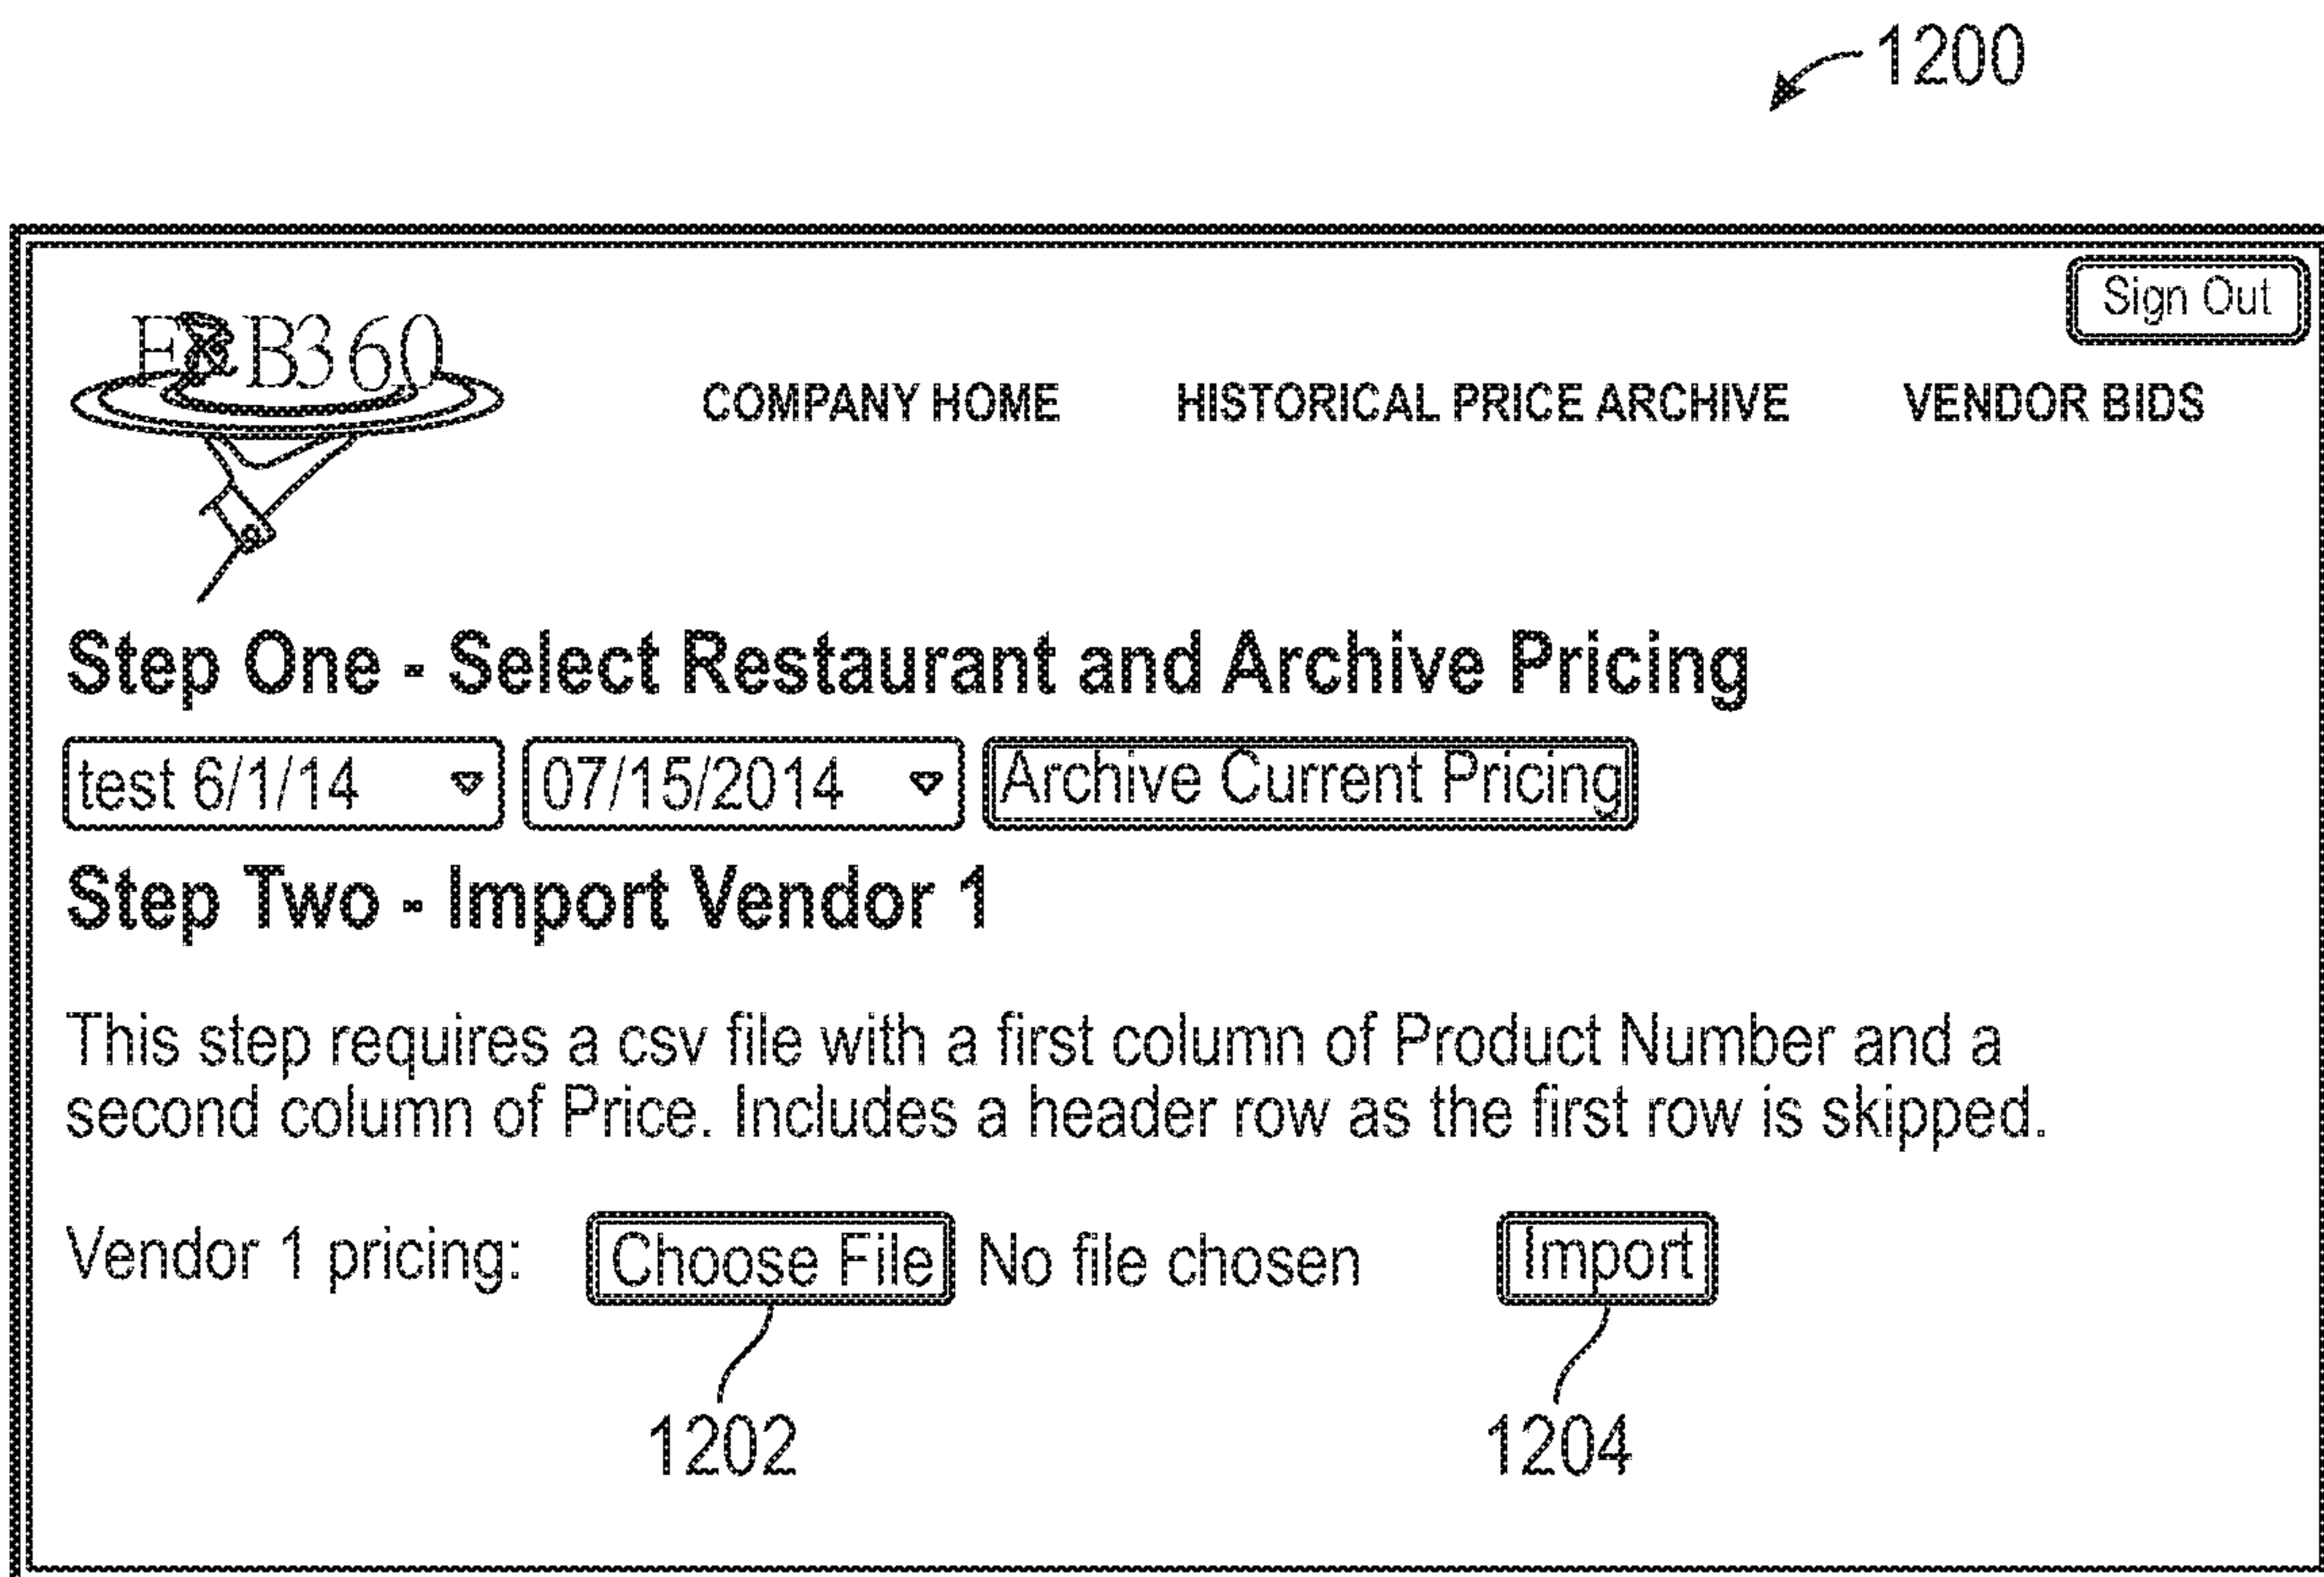 1200
Sign Out
F&B360
COMPANY HOME HISTORICAL PRICE ARCHIVE VENDOR BIDS
Step One - Select Restaurant and Archive Pricing
test 6/1/14 07/15/2014 Archive Current Pricing
Step Two - Import Vendor 1
This step requires a csv file with a first column of Product Number and a
second column of Price. Includes a header row as the first row is skipped.
Vendor 1 pricing: Choose File No file chosen Import
1202 1204